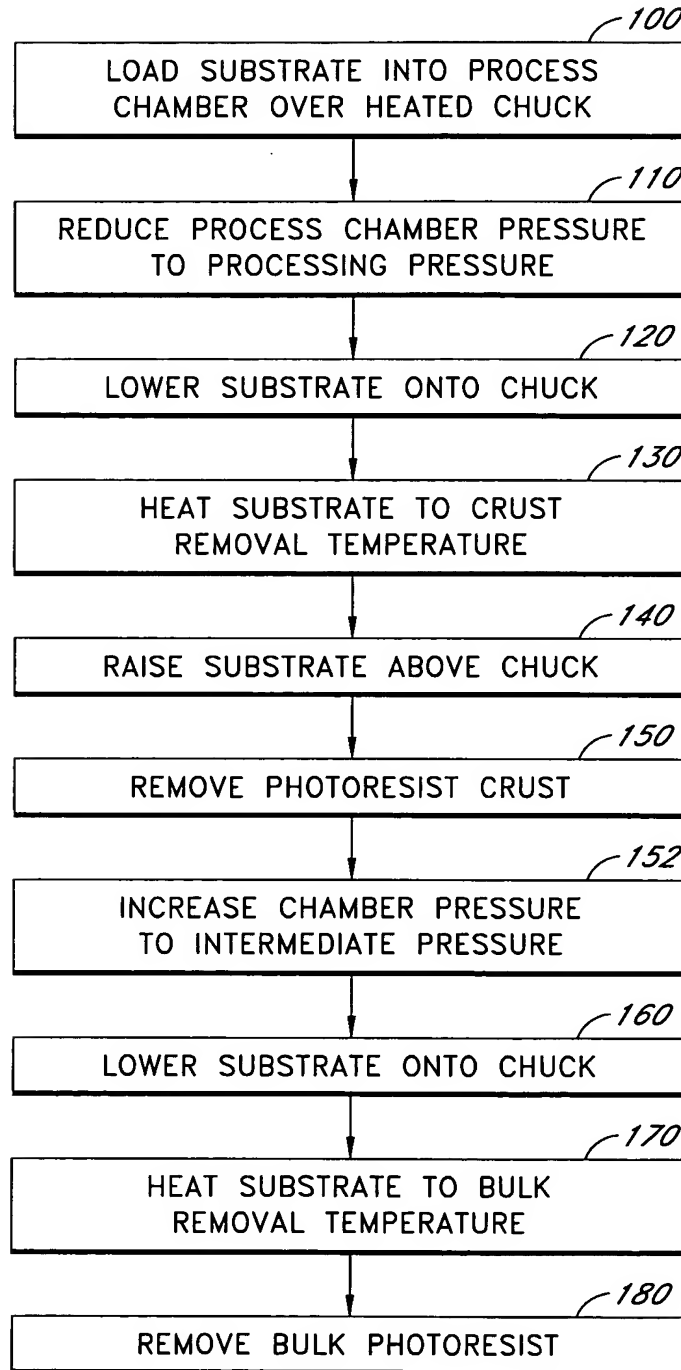 100
LOAD SUBSTRATE INTO PROCESS
CHAMBER OVER HEATED CHUCK
110
REDUCE PROCESS CHAMBER PRESSURE
TO PROCESSING PRESSURE
120
LOWER SUBSTRATE ONTO CHUCK
130
HEAT SUBSTRATE TO CRUST
REMOVAL TEMPERATURE
140
RAISE SUBSTRATE ABOVE CHUCK
150
REMOVE PHOTORESIST CRUST
152
INCREASE CHAMBER PRESSURE
TO INTERMEDIATE PRESSURE
160
LOWER SUBSTRATE ONTO CHUCK
170
HEAT SUBSTRATE TO BULK
REMOVAL TEMPERATURE
180
REMOVE BULK PHOTORESIST